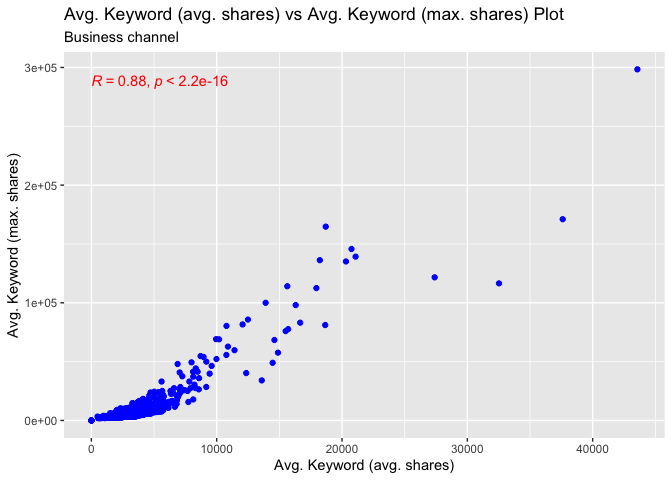 Avg. Keyword (avg. shares) vs Avg. Keyword (max. shares) Plot
Business channel
R = 0.88, p < 2.2e-16
3e+05
2e+05
1e+05
0e+00
Avg. Keyword (max. shares)
0
10000
20000
30000
40000
Avg. Keyword (avg. shares)